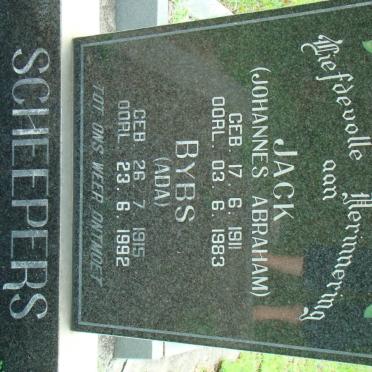 Liefdevolle
aan
Herinnering
JACK
(JOHANNES ABRAHAM)
GEB 17. 6. 1911
OORL. 03. 6. 1983
BYBS
(ADA)
GEB 26. 7. 1915
OORL 23. 6. 1992
TOT ONS WEER ONTMOET
SCHEEPERS